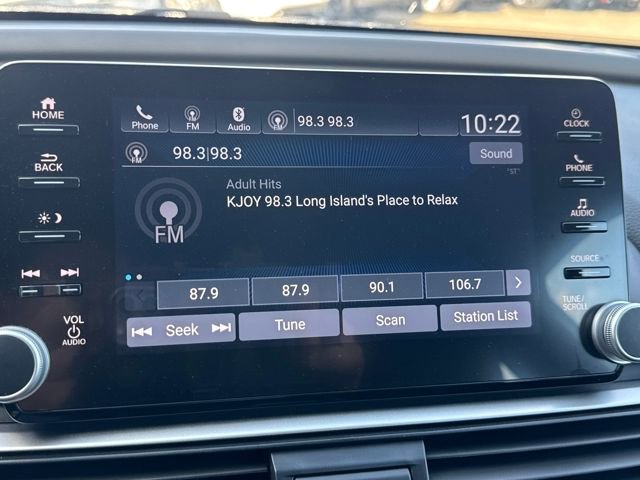 HOME
BACK
VOL
AUDIO
Phone
FM
Audio
98.3 98.3
10:22
98.3|98.3
Sound
"ST"
Adult Hits
KJOY 98.3 Long Island's Place to Relax
FM
87.9
87.9
90.1
106.7
Seek
Tune
Scan
Station List
CLOCK
PHONE
AUDIO
SOURCE
TUNE/
SCROLL